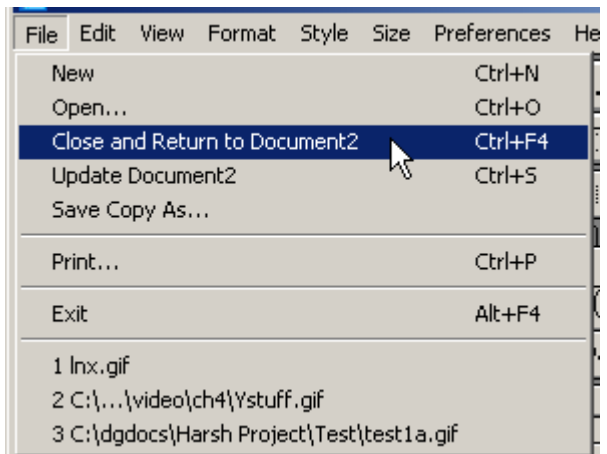 File Edit View Format Style Size Preferences He
New Ctrl+N
Open... Ctrl+O
Close and Return to Document2 Ctrl+F4
Update Document2 Ctrl+S
Save Copy As...
Print... Ctrl+P
Exit Alt+F4
1 lnx.gif
2 C:\...\video\ch4\Ystuff.gif
3 C:\dgdocs\Harsh Project\Test\test1a.gif